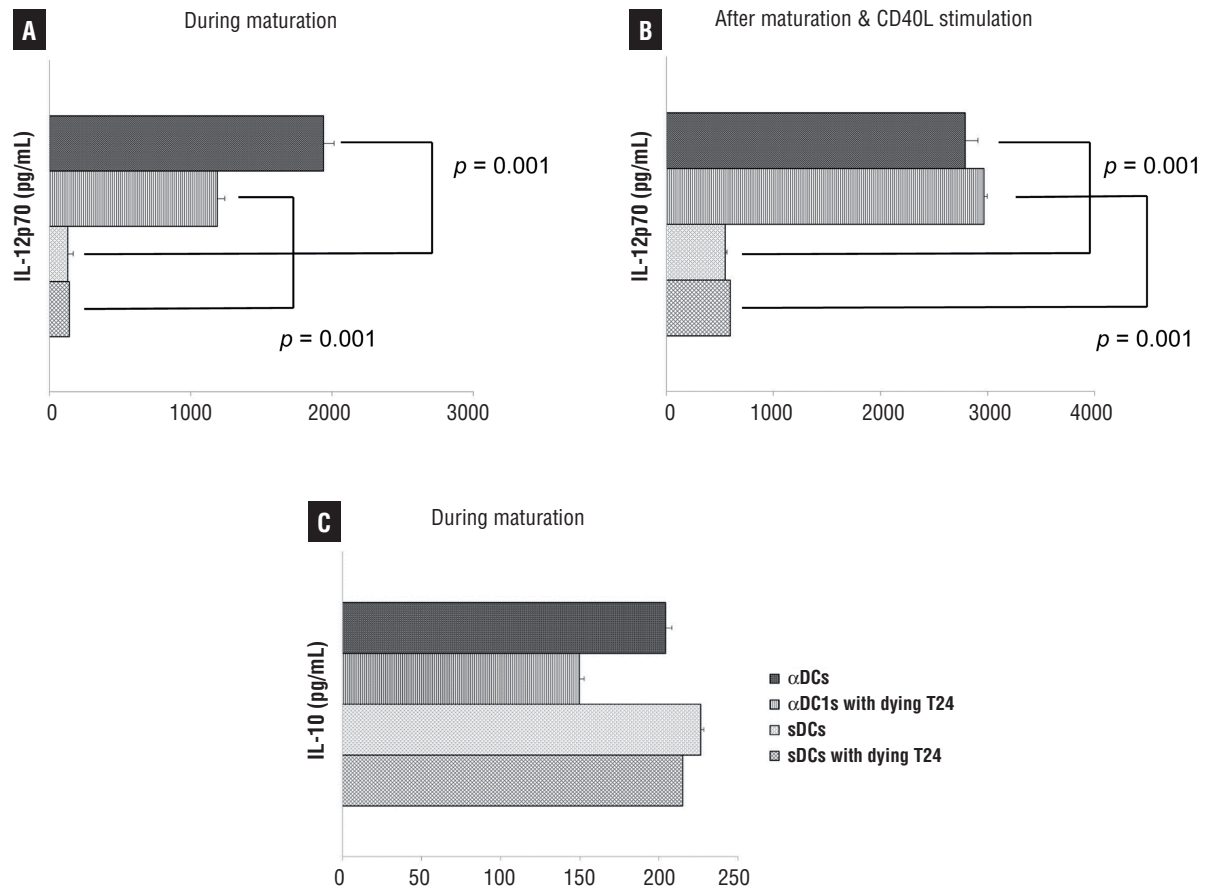 A
During maturation
IL-12p70 (pg/mL)
p = 0.001
p = 0.001
0 1000 2000 3000
B
After maturation & CD40L stimulation
IL-12p70 (pg/mL)
p = 0.001
p = 0.001
0 1000 2000 3000 4000
C
During maturation
IL-10 (pg/mL)
0 50 100 150 200 250
αDCs
αDC1s with dying T24
sDCs
sDCs with dying T24